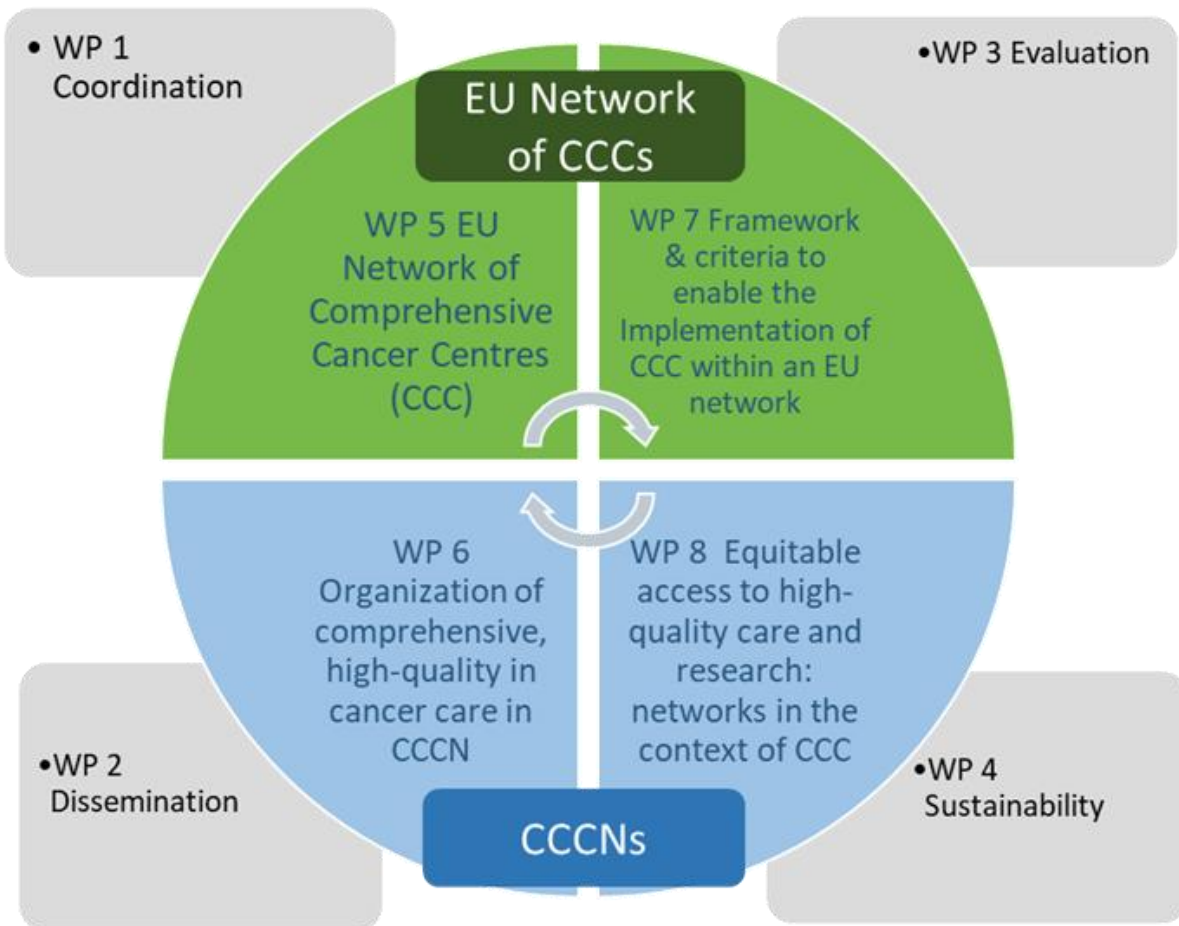 • WP 1
Coordination
•WP 3 Evaluation
EU Network
of CCCs
WP 5 EU
Network of
Comprehensive
Cancer Centres
(CCC)
WP 7 Framework
& criteria to
enable the
Implementation of
CCC within an EU
network
WP 6
Organization of
comprehensive,
high-quality in
cancer care in
CCCN
WP 8  Equitable
access to high-
quality care and
research:
networks in the
context of CCC
•WP 2
Dissemination
•WP 4
Sustainability
CCCNs